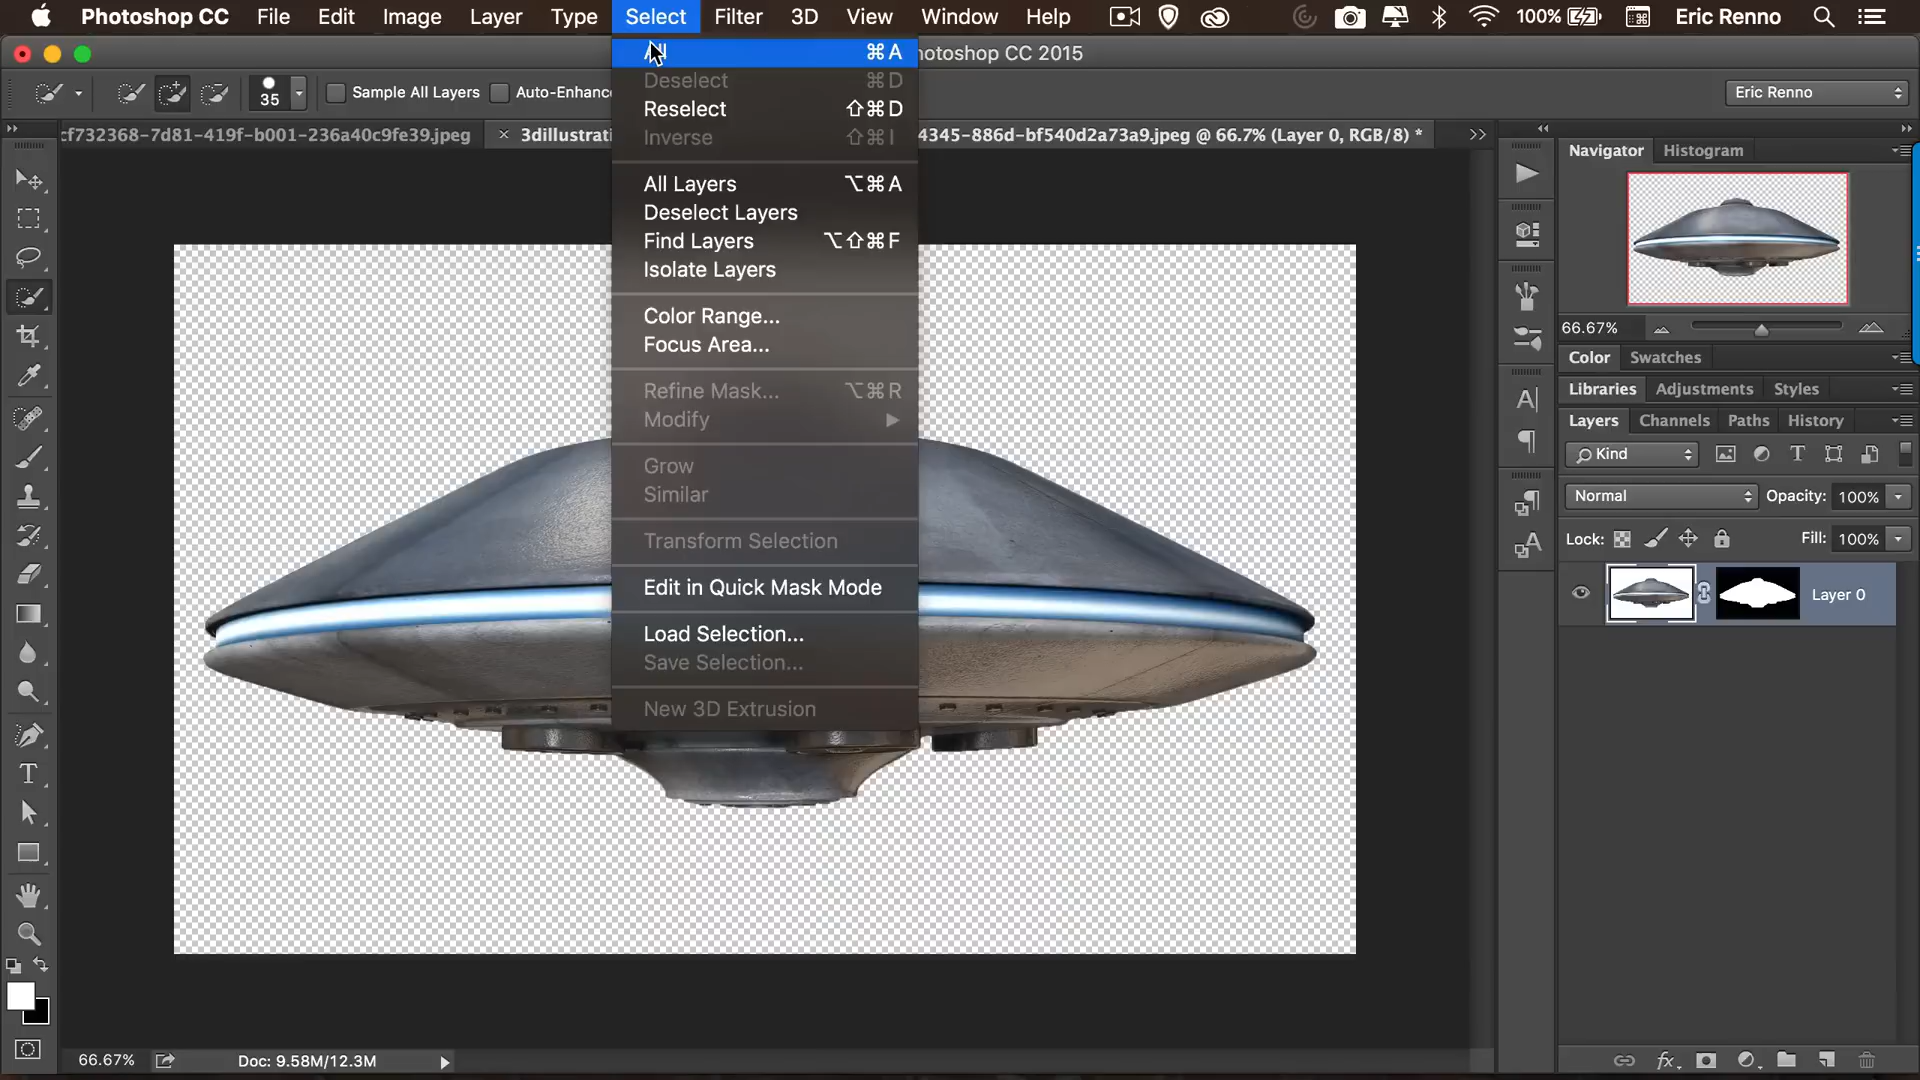 Photoshop CC File Edit Image Layer Type Select Filter 3D View Window Help 100% Eric Renno
All ⌘A
otoshop CC 2015
Deselect ⌘D
35 Sample All Layers Auto-Enhanc Eric Renno
Reselect ⇧⌘D
cf732368-7d81-419f-b001-236a40c9fe39.jpeg × 3dillustrati 4345-886d-bf540d2a73a9.jpeg @ 66.7% (Layer 0, RGB/8) *
Inverse ⇧⌘I
Navigator Histogram
All Layers ⌥⌘A
Deselect Layers
Find Layers ⌥⇧⌘F
Isolate Layers
Color Range...
66.67%
Focus Area...
Color Swatches
Refine Mask... ⌥⌘R
Libraries Adjustments Styles
Modify
Layers Channels Paths History
Kind
Grow
Similar
Normal Opacity: 100%
Transform Selection
Lock: Fill: 100%
Edit in Quick Mask Mode
Layer 0
Load Selection...
Save Selection...
New 3D Extrusion
66.67% Doc: 9.58M/12.3M